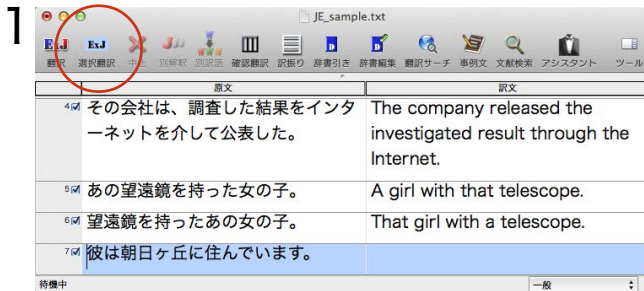 1
JE_sample.txt
ExJ ExJ
翻訳 選択翻訳 中止 別解釈 別訳語 確認翻訳 訳振り 辞書引き 辞書編集 翻訳サーチ 事例文 文献検索 アシスタント ツール
原文 訳文
4 その会社は、調査した結果をインタ The company released the
ーネットを介して公表した。 investigated result through the
Internet.
5 あの望遠鏡を持った女の子。 A girl with that telescope.
6 望遠鏡を持ったあの女の子。 That girl with a telescope.
7 彼は朝日ヶ丘に住んでいます。
待機中 一般